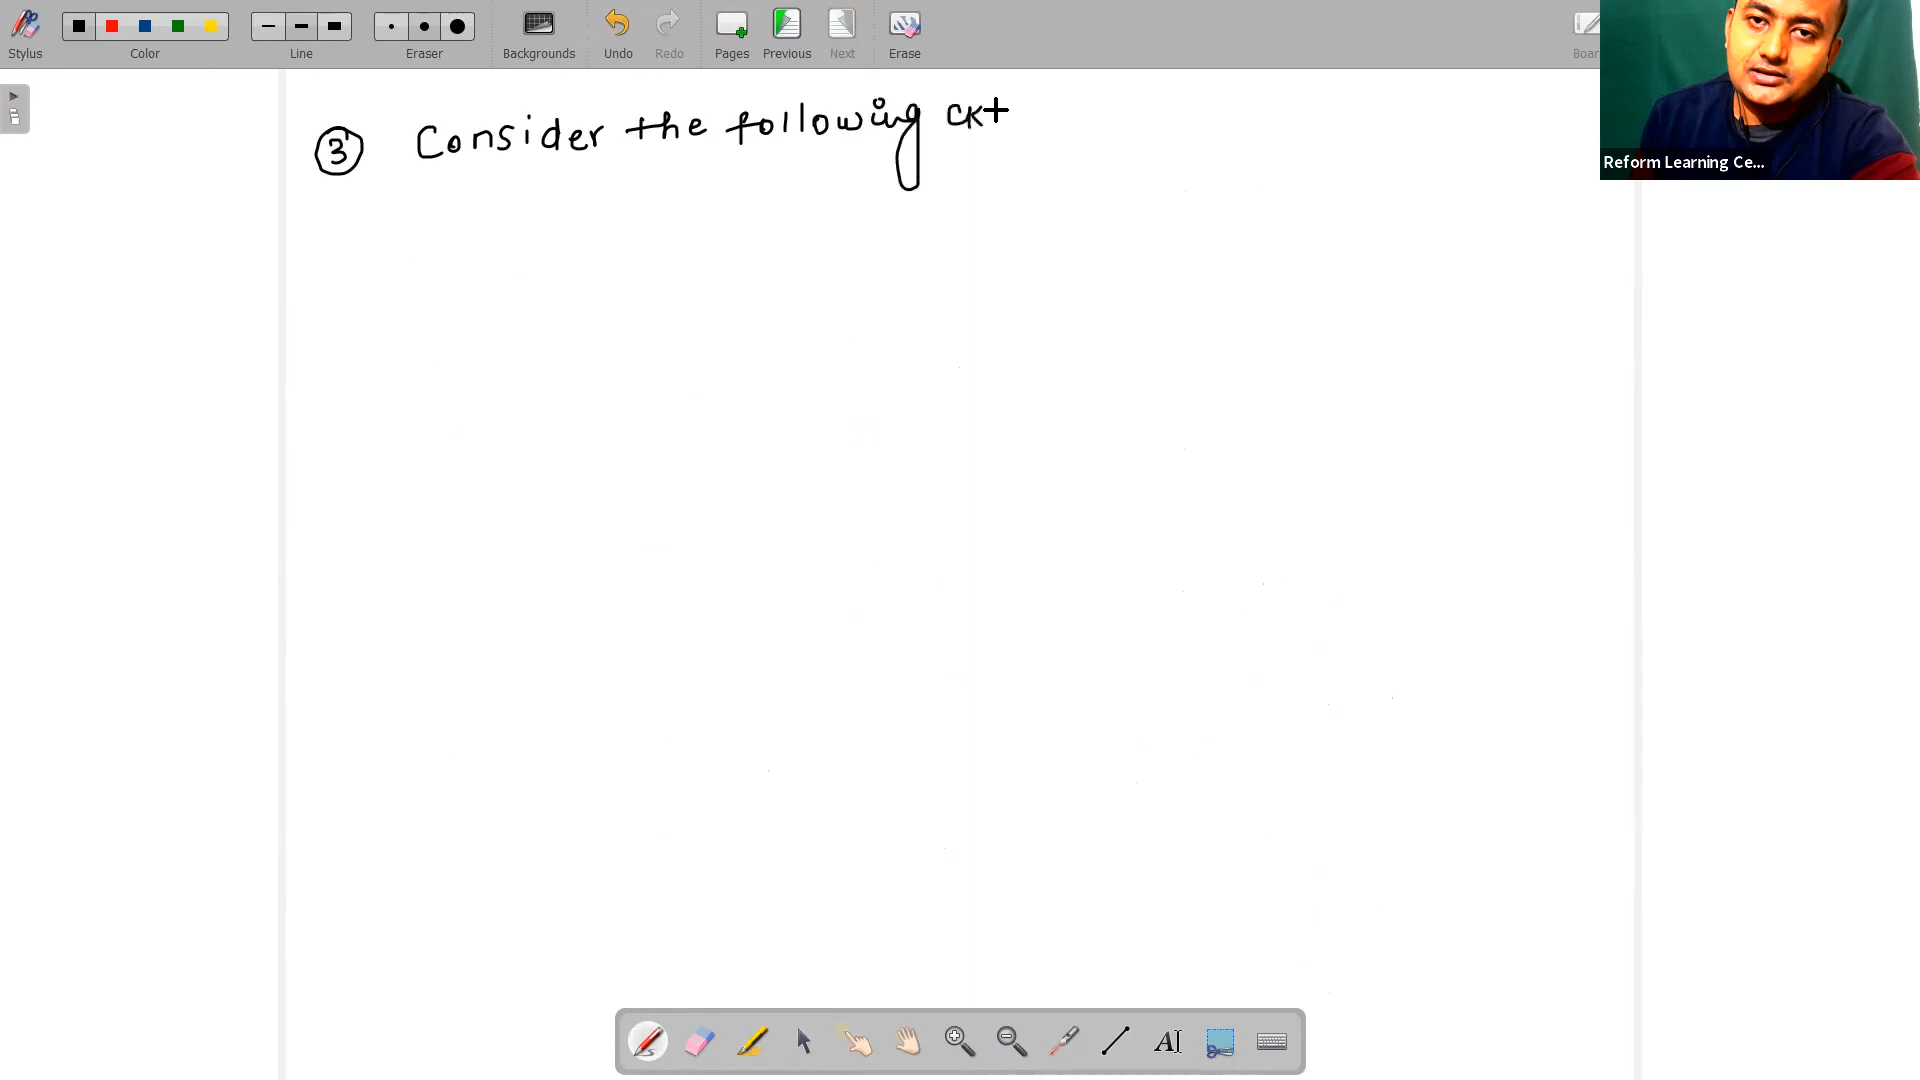 Stylus
Color
Line
Eraser
Backgrounds
Undo
Redo
Pages
Previous
Next
Erase
Boar
Reform Learning Ce...
③ Consider the following ckt